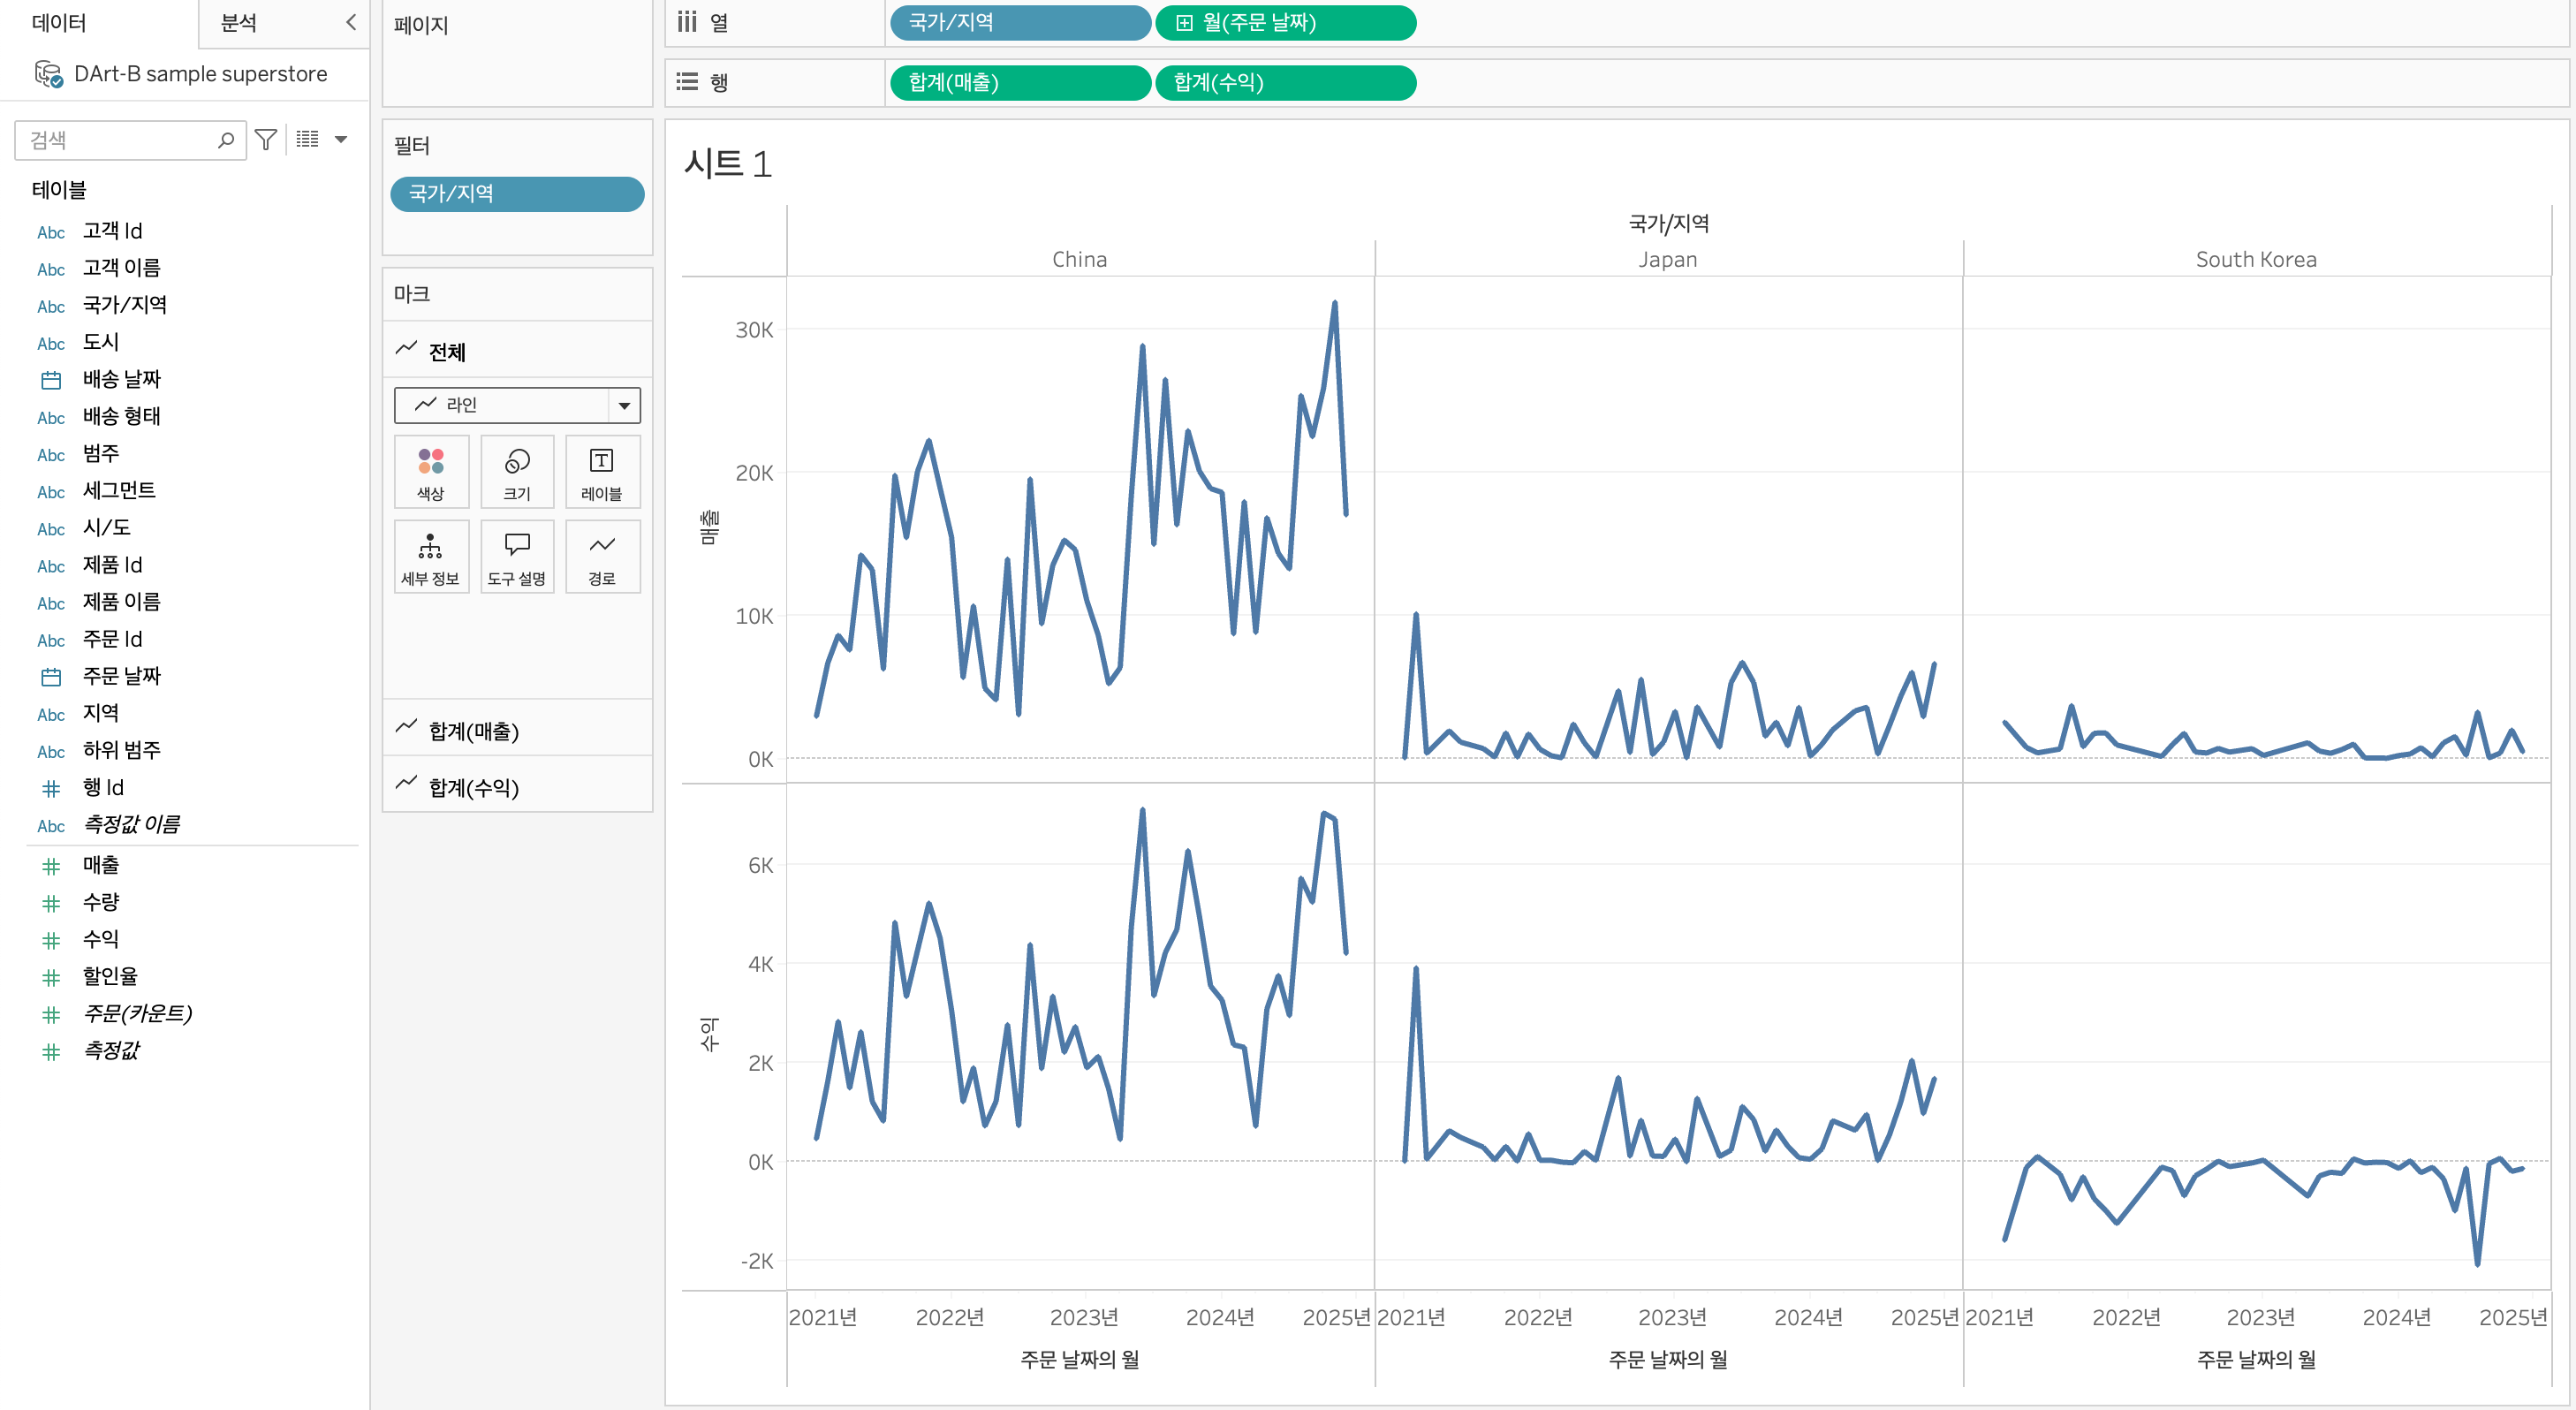 데이터
분석
DArt-B sample superstore
검색
테이블
Abc 고객 Id
Abc 고객 이름
Abc 국가/지역
Abc 도시
배송 날짜
Abc 배송 형태
Abc 범주
Abc 세그먼트
Abc 시/도
Abc 제품 Id
Abc 제품 이름
Abc 주문 Id
주문 날짜
Abc 지역
Abc 하위 범주
# 행 Id
Abc 측정값 이름
# 매출
# 수량
# 수익
# 할인율
# 주문(카운트)
# 측정값
페이지
필터
국가/지역
마크
전체
라인
색상 크기 레이블
세부 정보 도구 설명 경로
합계(매출)
합계(수익)
열 국가/지역 월(주문 날짜)
행 합계(매출) 합계(수익)
시트 1
국가/지역
China Japan South Korea
매출
30K
20K
10K
0K
수익
6K
4K
2K
0K
-2K
2021년 2022년 2023년 2024년 2025년 2021년 2022년 2023년 2024년 2025년 2021년 2022년 2023년 2024년 2025년
주문 날짜의 월 주문 날짜의 월 주문 날짜의 월